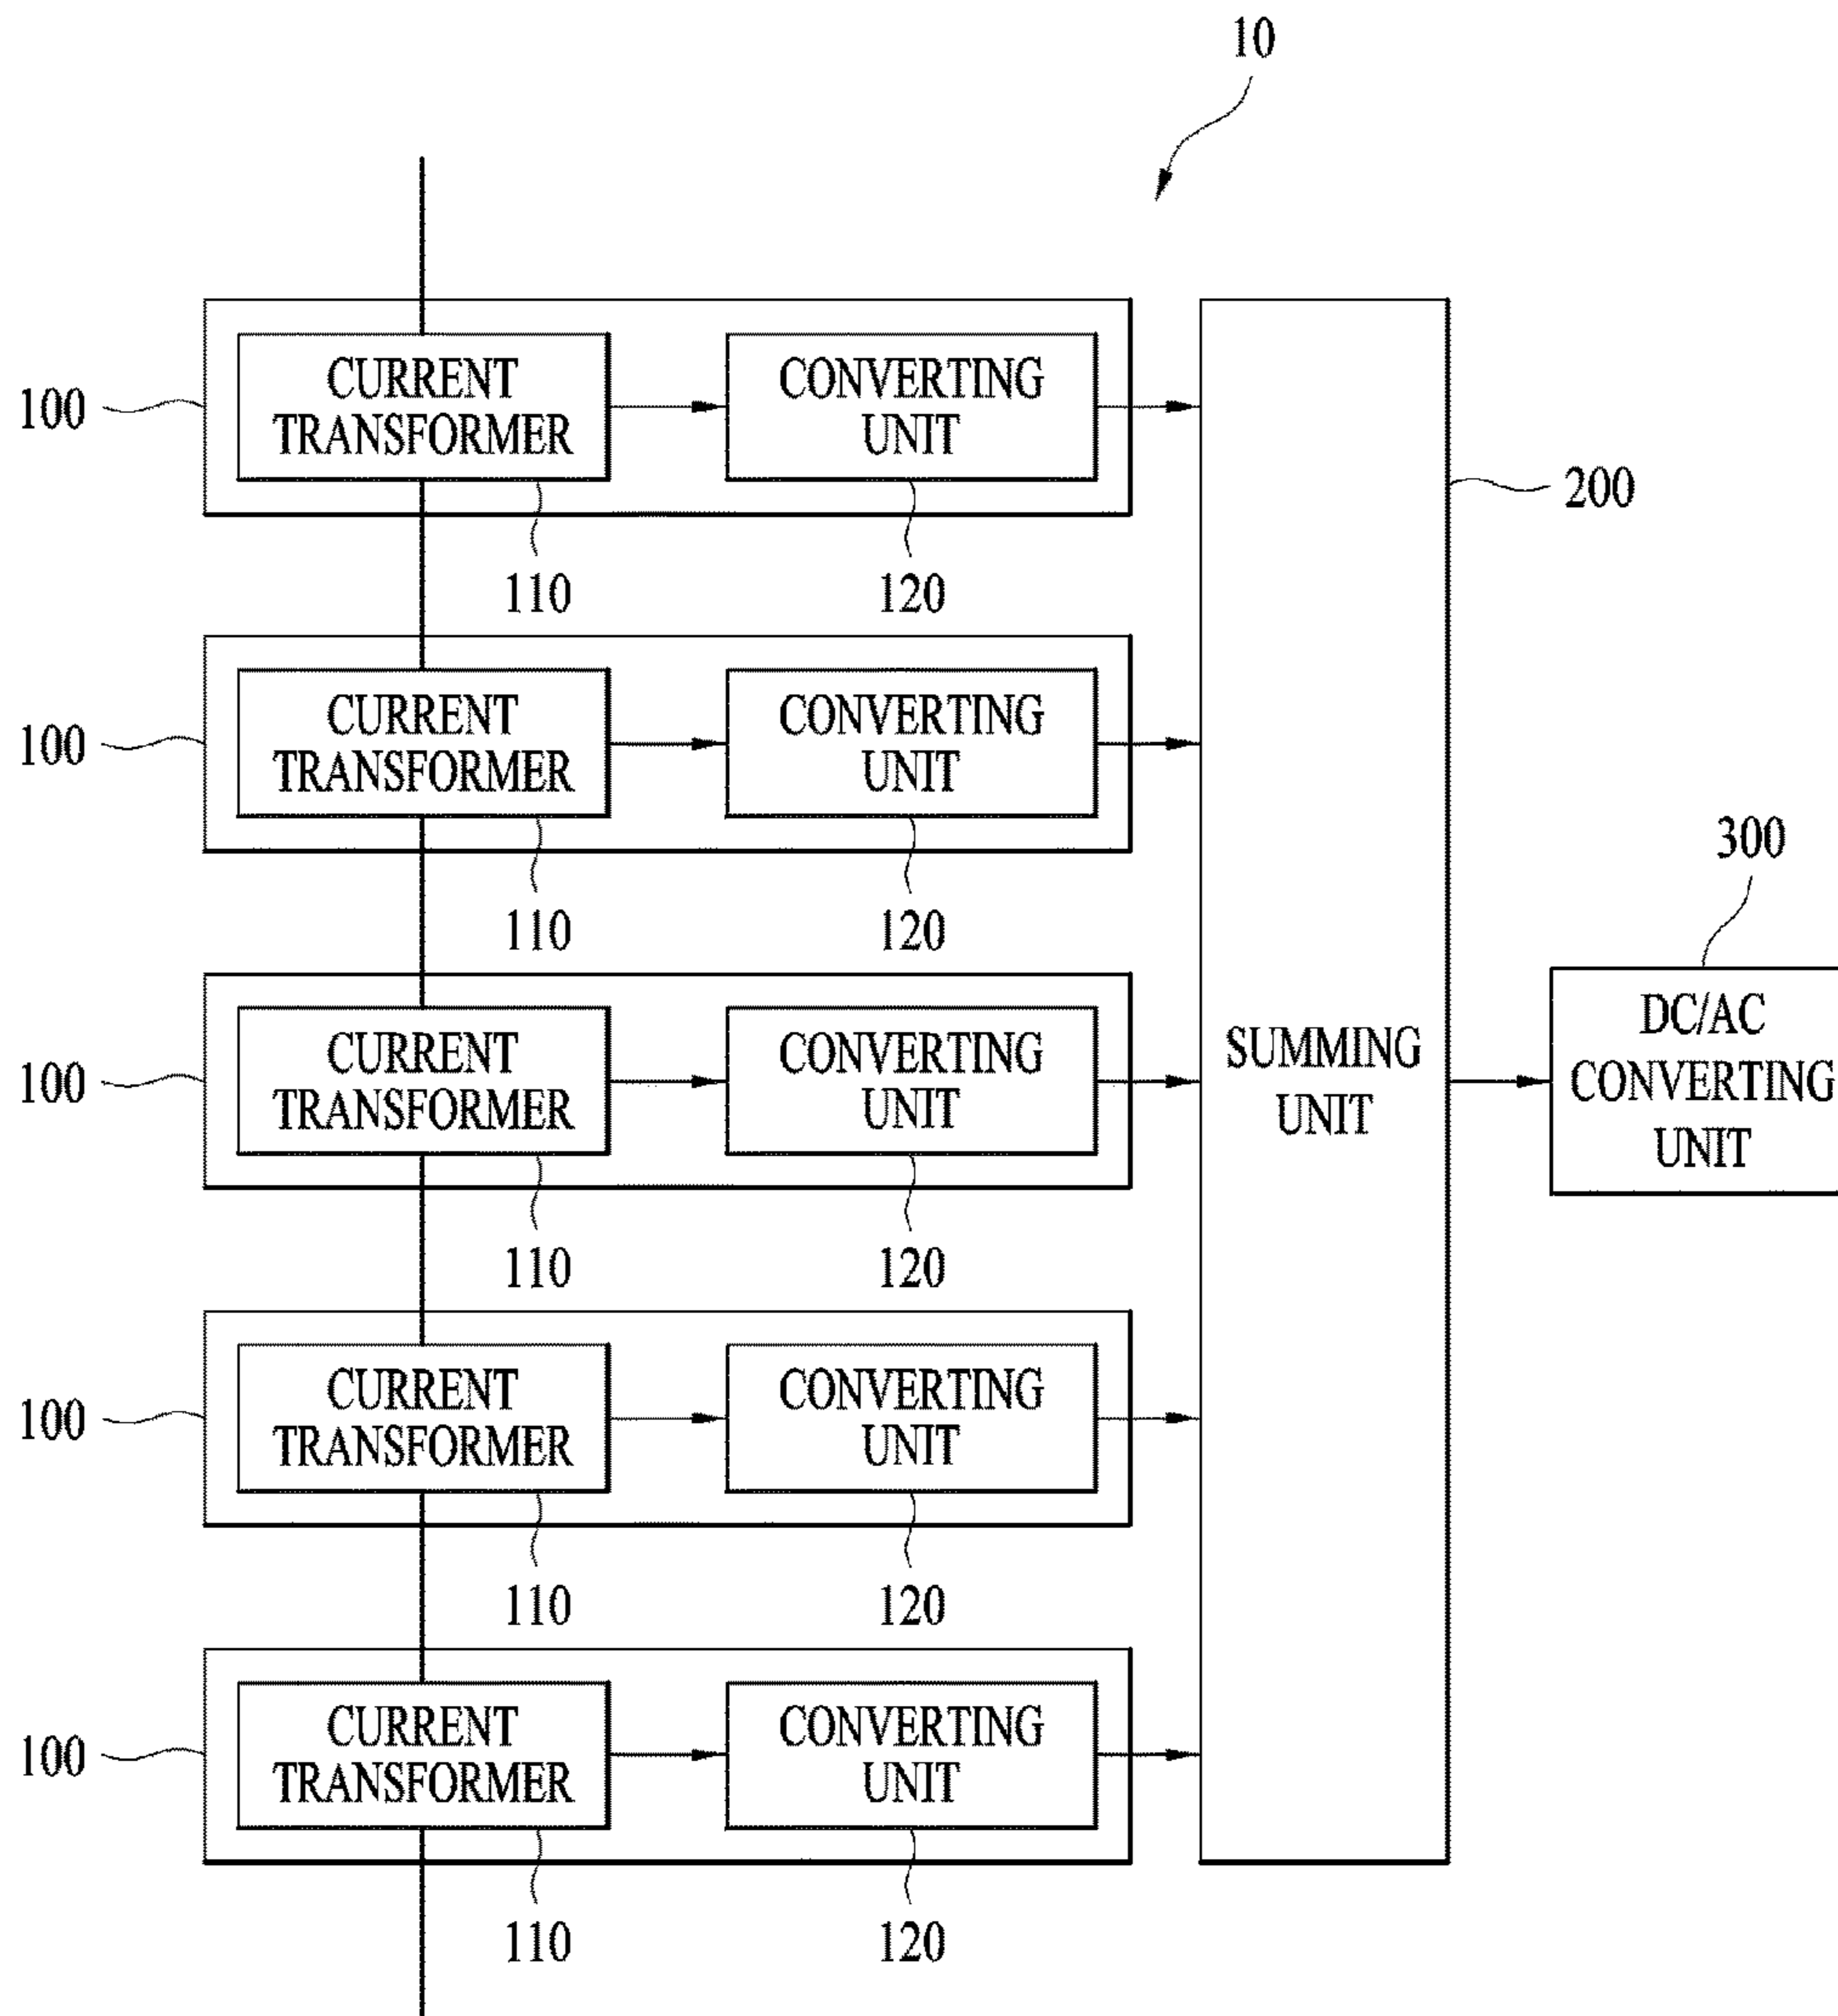 10
CURRENT
TRANSFORMER
CONVERTING
UNIT
100
110
120
200
CURRENT
TRANSFORMER
CONVERTING
UNIT
100
110
120
300
CURRENT
TRANSFORMER
CONVERTING
UNIT
100
110
120
SUMMING
UNIT
DC/AC
CONVERTING
UNIT
CURRENT
TRANSFORMER
CONVERTING
UNIT
100
110
120
CURRENT
TRANSFORMER
CONVERTING
UNIT
100
110
120